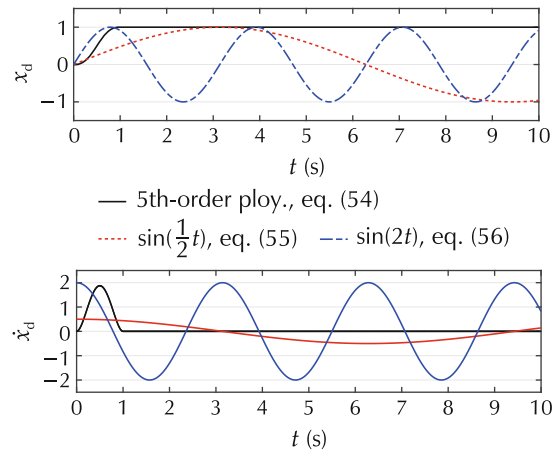 1
0
−1
x_d
0 1 2 3 4 5 6 7 8 9 10
t (s)
5th-order ploy., eq. (54)
sin(1/2 t), eq. (55) sin(2t), eq. (56)
2
1
0
−1
−2
ẋ_d
0 1 2 3 4 5 6 7 8 9 10
t (s)